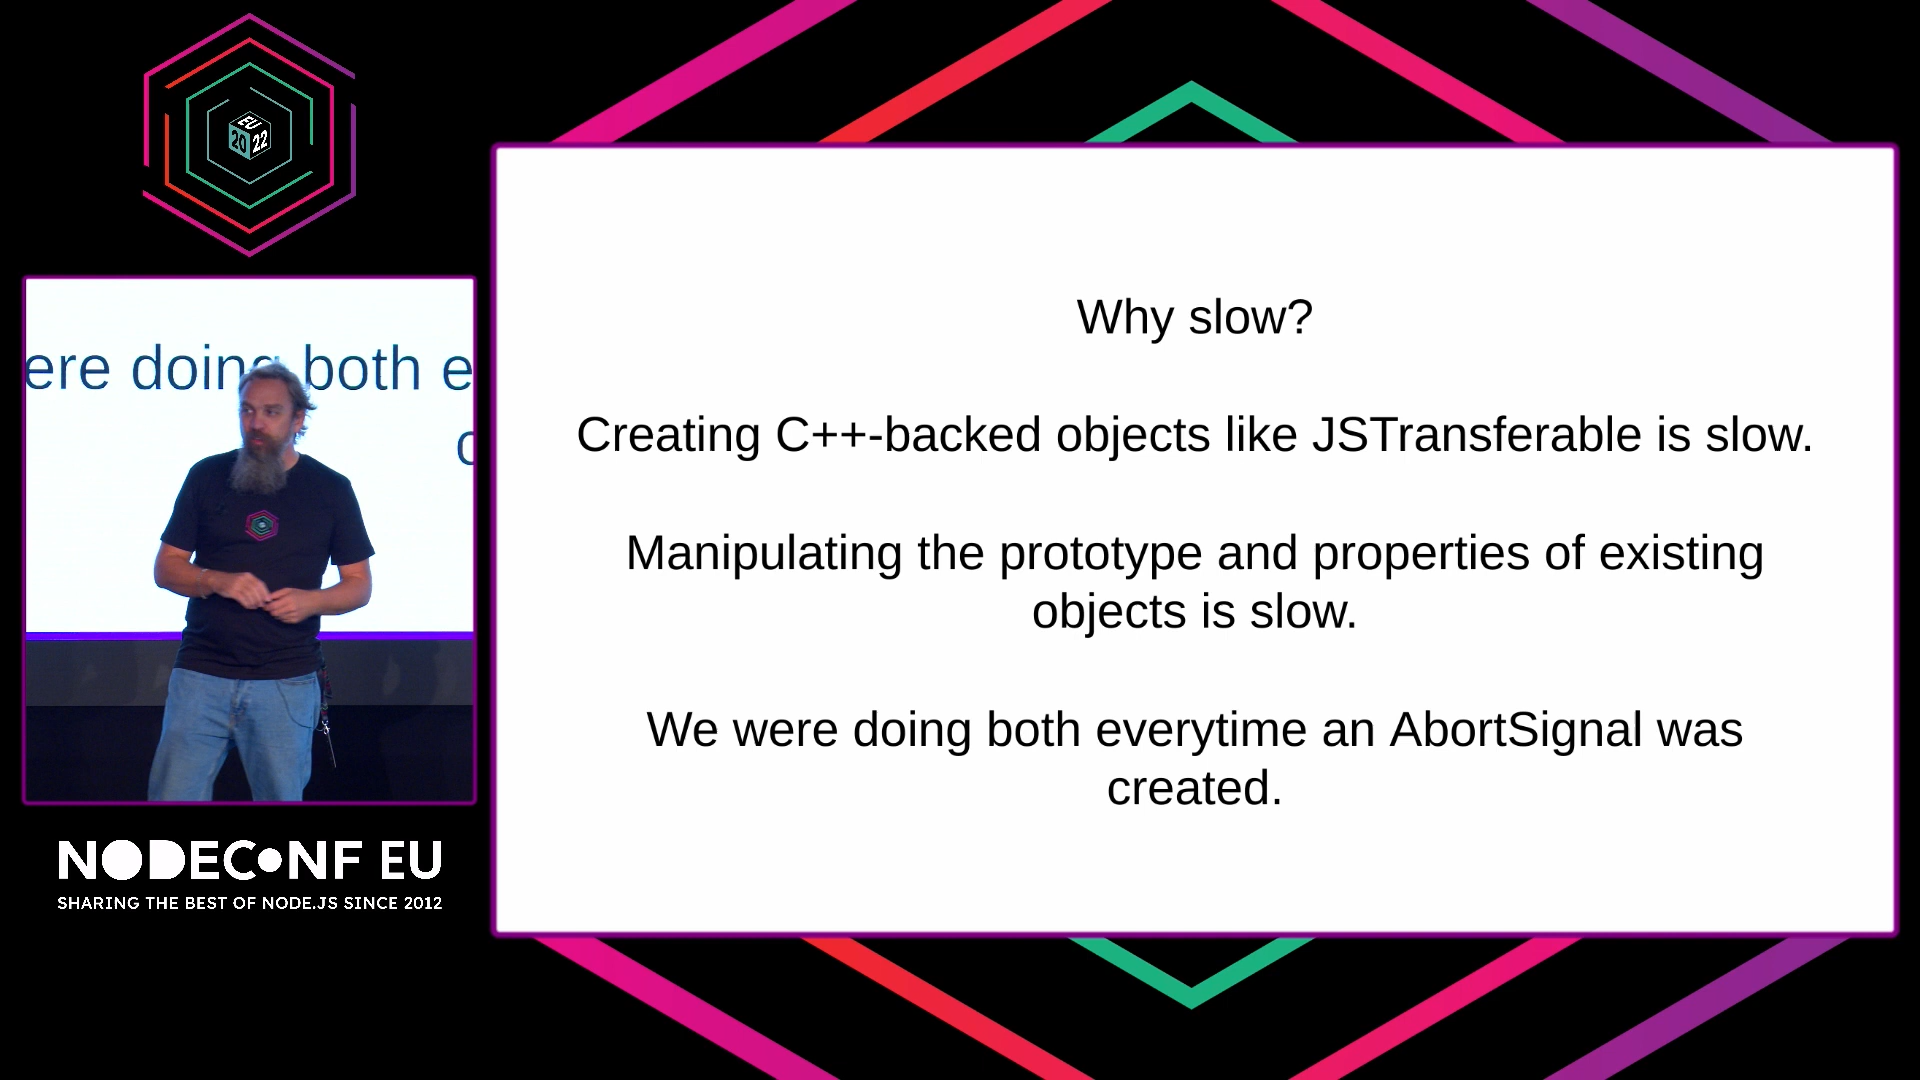 EU
20
22
ere doing both e
c
NODECONF EU
SHARING THE BEST OF NODE.JS SINCE 2012
Why slow?
Creating C++-backed objects like JSTransferable is slow.
Manipulating the prototype and properties of existing
objects is slow.
We were doing both everytime an AbortSignal was
created.